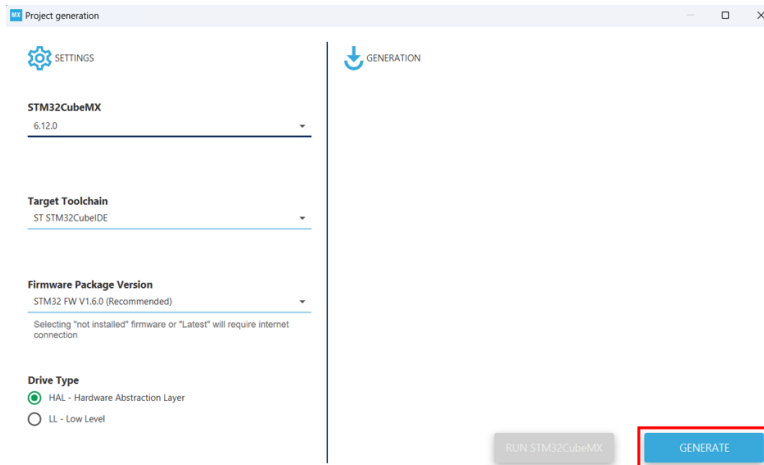 MX Project generation
SETTINGS
STM32CubeMX
6.12.0
Target Toolchain
ST STM32CubeIDE
Firmware Package Version
STM32 FW V1.6.0 (Recommended)
Selecting "not installed" firmware or "Latest" will require internet
connection
Drive Type
HAL - Hardware Abstraction Layer
LL - Low Level
GENERATION
RUN STM32CubeMX
GENERATE